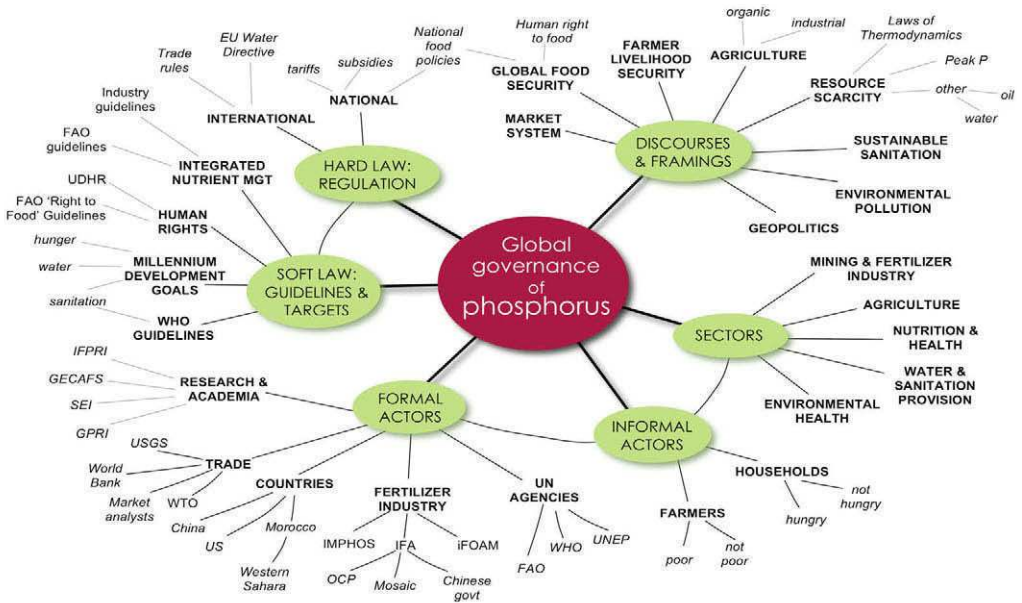 Global
governance
of
phosphorus
HARD LAW:
REGULATION
INTERNATIONAL
Trade
rules
EU Water
Directive
NATIONAL
tariffs
subsidies
National
food
policies
SOFT LAW:
GUIDELINES &
TARGETS
INTEGRATED
NUTRIENT MGT
Industry
guidelines
FAO
guidelines
HUMAN
RIGHTS
UDHR
FAO 'Right to
Food' Guidelines
MILLENNIUM
DEVELOPMENT
GOALS
hunger
water
sanitation
WHO
GUIDELINES
DISCOURSES
& FRAMINGS
MARKET
SYSTEM
GLOBAL FOOD
SECURITY
Human right
to food
FARMER
LIVELIHOOD
SECURITY
AGRICULTURE
organic
industrial
RESOURCE
SCARCITY
Laws of
Thermodynamics
Peak P
other
oil
water
SUSTAINABLE
SANITATION
ENVIRONMENTAL
POLLUTION
GEOPOLITICS
SECTORS
MINING & FERTILIZER
INDUSTRY
AGRICULTURE
NUTRITION &
HEALTH
WATER &
SANITATION
PROVISION
ENVIRONMENTAL
HEALTH
FORMAL
ACTORS
RESEARCH &
ACADEMIA
IFPRI
GECAFS
SEI
GPRI
TRADE
USGS
World
Bank
Market
analysts
WTO
COUNTRIES
China
US
Morocco
Western
Sahara
FERTILIZER
INDUSTRY
IMPHOS
IFA
iFOAM
OCP
Mosaic
Chinese
govt
UN
AGENCIES
FAO
WHO
UNEP
INFORMAL
ACTORS
FARMERS
poor
not
poor
HOUSEHOLDS
hungry
not
hungry